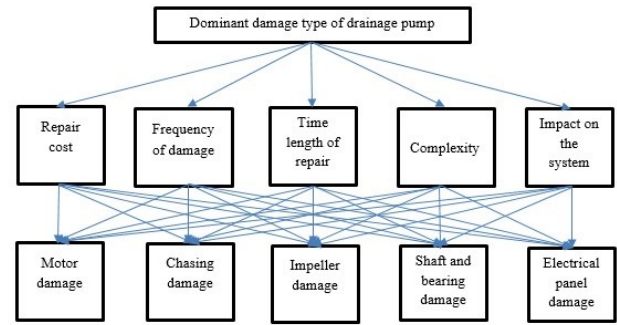 Dominant damage type of drainage pump
Repair
cost
Frequency
of damage
Time
length of
repair
Complexity
Impact on
the
system
Motor
damage
Chasing
damage
Impeller
damage
Shaft and
bearing
damage
Electrical
panel
damage